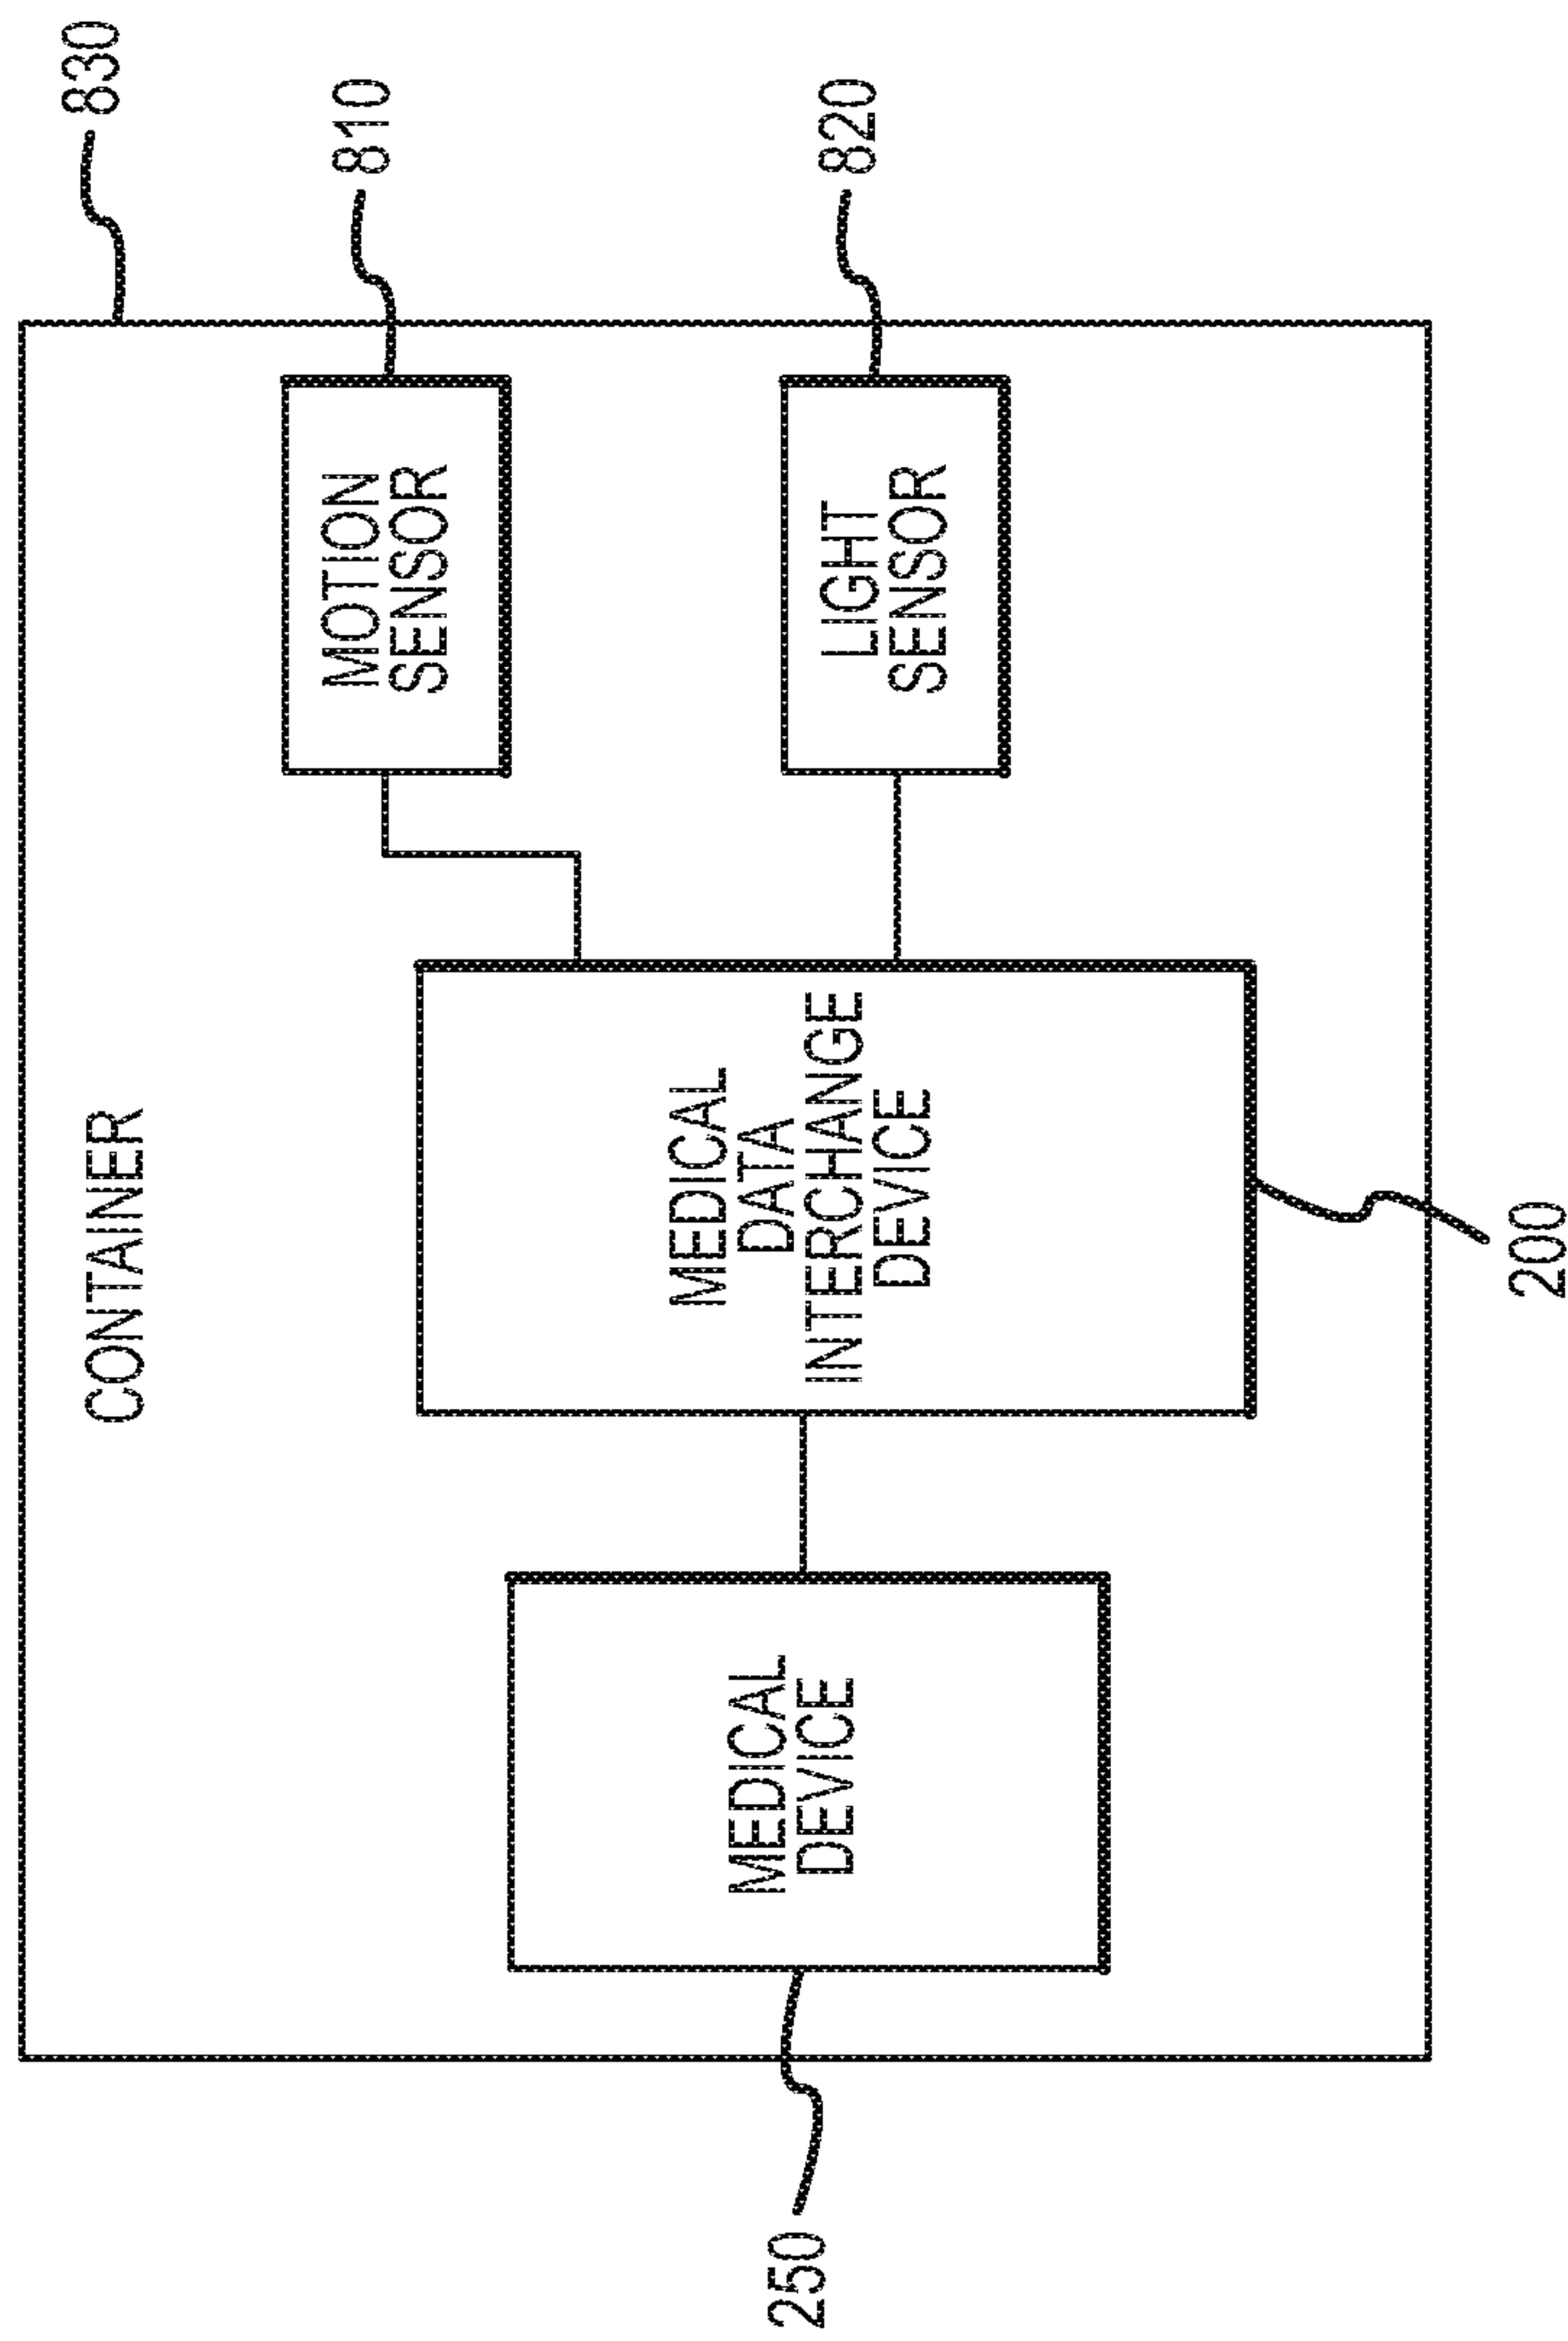 CONTAINER
830
MOTION
SENSOR
810
MEDICAL
DEVICE
250
MEDICAL
DATA
INTERCHANGE
DEVICE
200
LIGHT
SENSOR
820